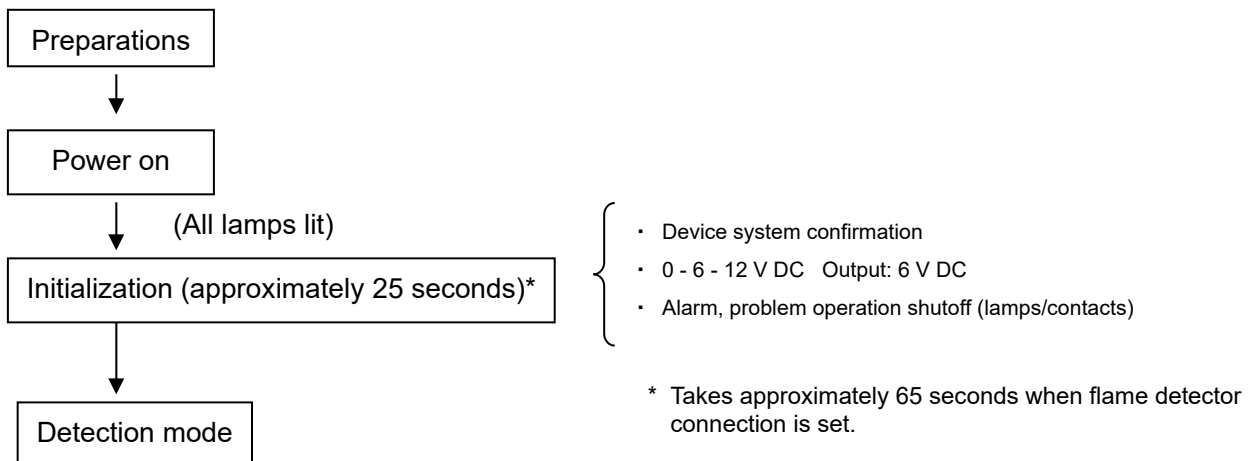 Preparations
Power on
(All lamps lit)
Initialization (approximately 25 seconds)*
・ Device system confirmation
・ 0 - 6 - 12 V DC Output: 6 V DC
・ Alarm, problem operation shutoff (lamps/contacts)
* Takes approximately 65 seconds when flame detector
connection is set.
Detection mode